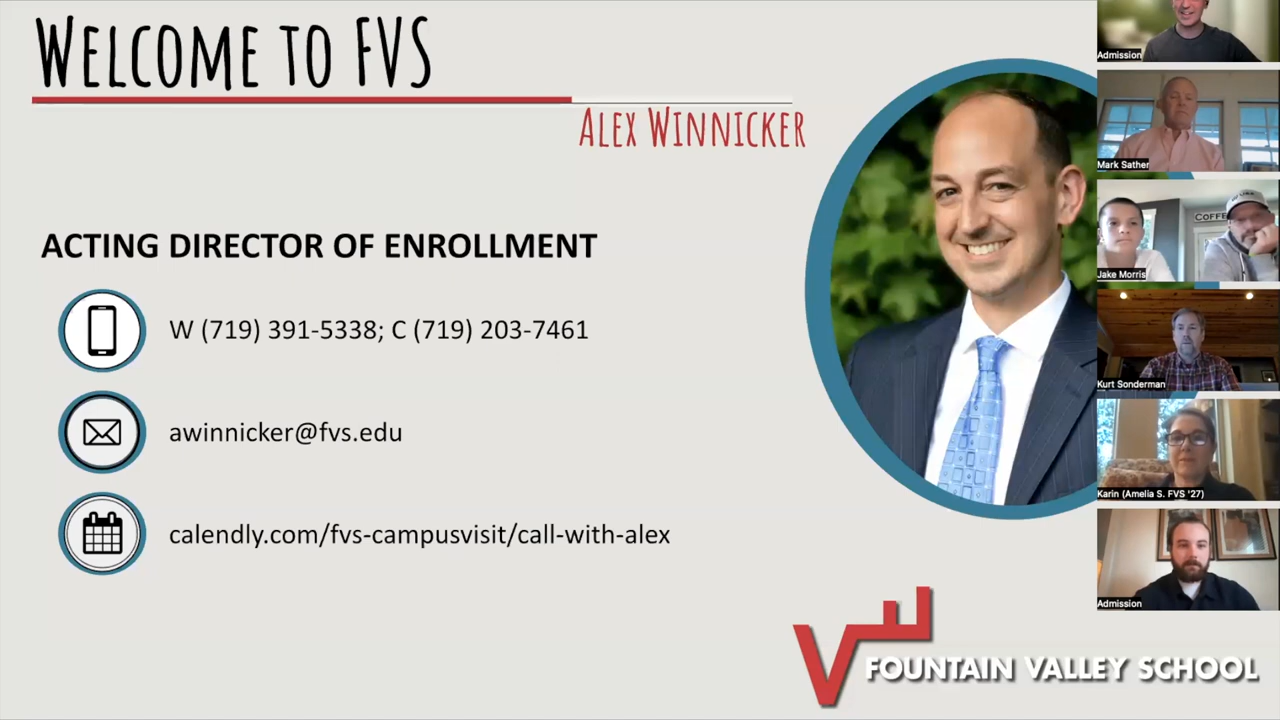 WELCOME TO FVS
ALEX WINNICKER
ACTING DIRECTOR OF ENROLLMENT
W (719) 391-5338; C (719) 203-7461
awinnicker@fvs.edu
calendly.com/fvs-campusvisit/call-with-alex
FOUNTAIN VALLEY SCHOOL
Admission
Mark Sather
COFFE
Jake Morris
Kurt Sonderman
Karin (Amelia S. FVS '27)
Admission